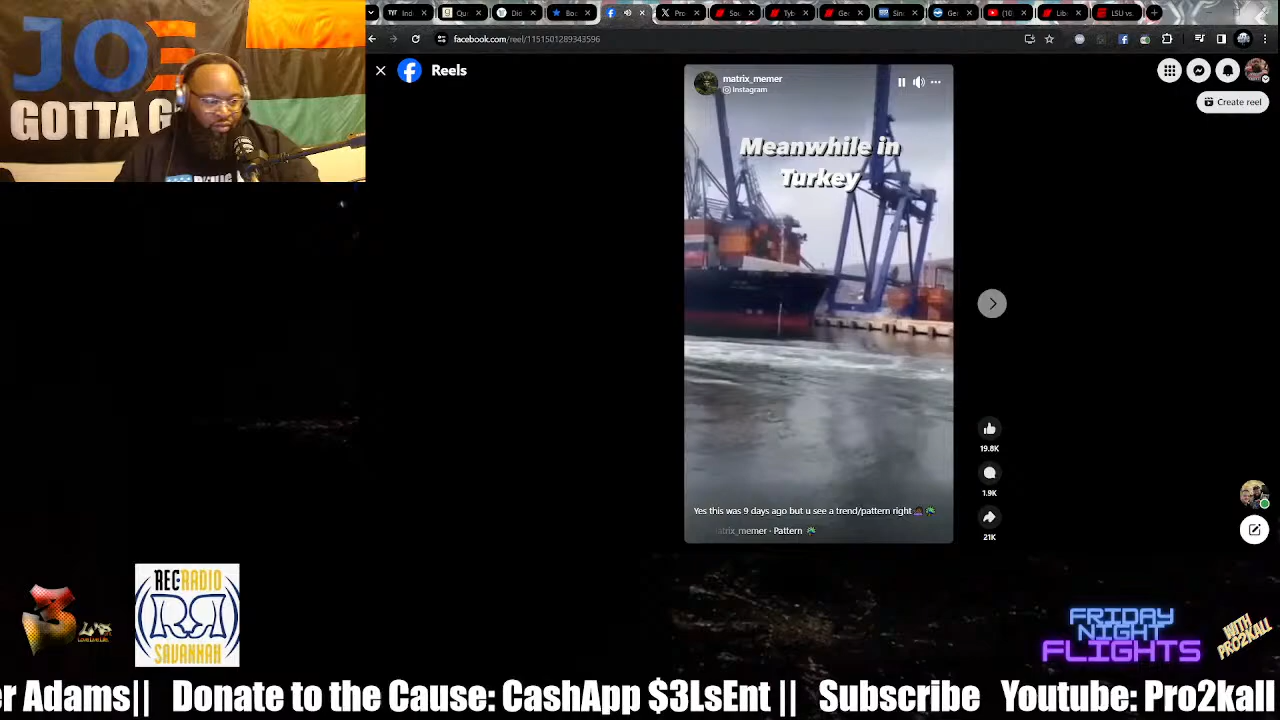 JOE
GOTTA G
facebook.com/reel/1151501289343596
Reels
Create reel
matrix_memer
Instagram
Meanwhile in
Turkey
19.8K
1.9K
21K
Yes this was 9 days ago but u see a trend/pattern right
atrix_memer · Pattern
3
REC RADIO
SAVANNAH
FRIDAY
NIGHT
FLIGHTS
WITH
PRO2KALL
er Adams|| Donate to the Cause: CashApp $3LsEnt || Subscribe Youtube: Pro2kall